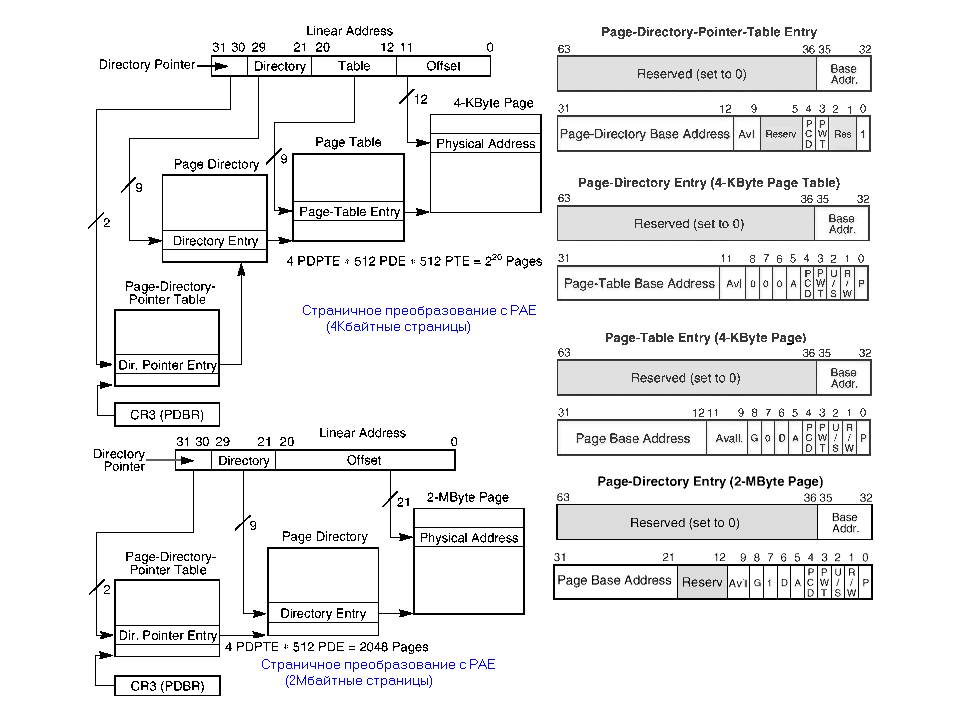 Linear Address
31 30 29 21 20 12 11 0
Directory Pointer
Directory Table Offset
12
4-KByte Page
Physical Address
Page Table
9
Page-Table Entry
Page Directory
9
Directory Entry
2
4 PDPTE * 512 PDE * 512 PTE = 2^20 Pages
Page-Directory-
Pointer Table
Dir. Pointer Entry
CR3 (PDBR)
Страничное преобразование с PAE
(4Кбайтные страницы)
Linear Address
31 30 29 21 20 0
Directory
Pointer
Directory Offset
21
2-MByte Page
Physical Address
9
Page Directory
Directory Entry
Page-Directory-
Pointer Table
2
Dir. Pointer Entry
4 PDPTE * 512 PDE = 2048 Pages
CR3 (PDBR)
Страничное преобразование с PAE
(2Мбайтные страницы)
Page-Directory-Pointer-Table Entry
63 36 35 32
Reserved (set to 0) Base
Addr.
31 12 9 5 4 3 2 1 0
Page-Directory Base Address Avl Reserv PCD PWT Res 1
Page-Directory Entry (4-KByte Page Table)
63 36 35 32
Reserved (set to 0) Base
Addr.
31 11 8 7 6 5 4 3 2 1 0
Page-Table Base Address Avl 0 0 0 A PCD PWT U/S R/W P
Page-Table Entry (4-KByte Page)
63 36 35 32
Reserved (set to 0) Base
Addr.
31 12 11 9 8 7 6 5 4 3 2 1 0
Page Base Address Avail. G 0 D A PCD PWT U/S R/W P
Page-Directory Entry (2-MByte Page)
63 36 35 32
Reserved (set to 0) Base
Addr.
31 21 12 9 8 7 6 5 4 3 2 1 0
Page Base Address Reserv Av'l G 1 D A PCD PWT U/S R/W P